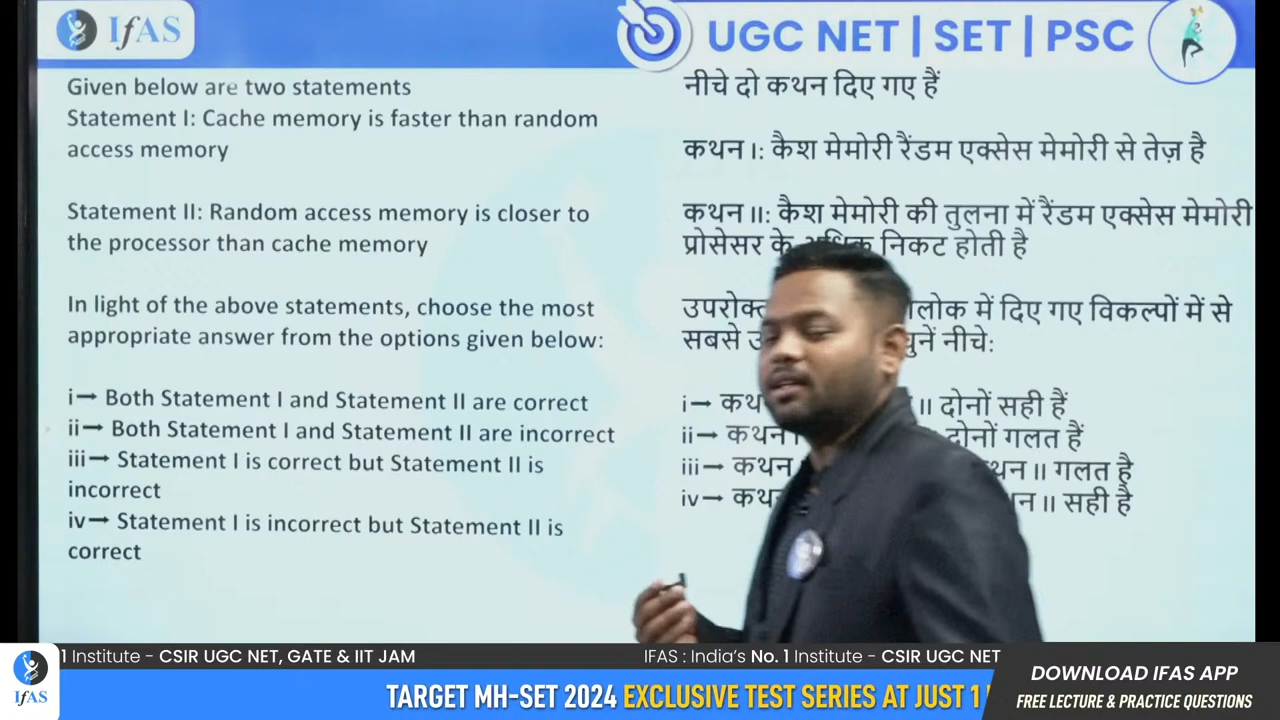 IfAS
UGC NET | SET | PSC
Given below are two statements
Statement I: Cache memory is faster than random
access memory
Statement II: Random access memory is closer to
the processor than cache memory
In light of the above statements, choose the most
appropriate answer from the options given below:
i→ Both Statement I and Statement II are correct
ii→ Both Statement I and Statement II are incorrect
iii→ Statement I is correct but Statement II is
incorrect
iv→ Statement I is incorrect but Statement II is
correct
नीचे दो कथन दिए गए हैं
कथन I: कैश मेमोरी रैंडम एक्सेस मेमोरी से तेज़ है
कथन II: कैश मेमोरी की तुलना में रैंडम एक्सेस मेमोरी
प्रोसेसर के अधिक निकट होती है
में दिए गए विकल्पों में से
सबसे नीचे:
i→ II दोनों सही हैं
ii→ कथन दोनों गलत हैं
iii→ कथन II गलत है
iv→ II सही है
1 Institute - CSIR UGC NET, GATE & IIT JAM
IFAS : India's No. 1 Institute - CSIR UGC NET
IfAS
TARGET MH-SET 2024 EXCLUSIVE TEST SERIES AT JUST 1
DOWNLOAD IFAS APP
FREE LECTURE & PRACTICE QUESTIONS